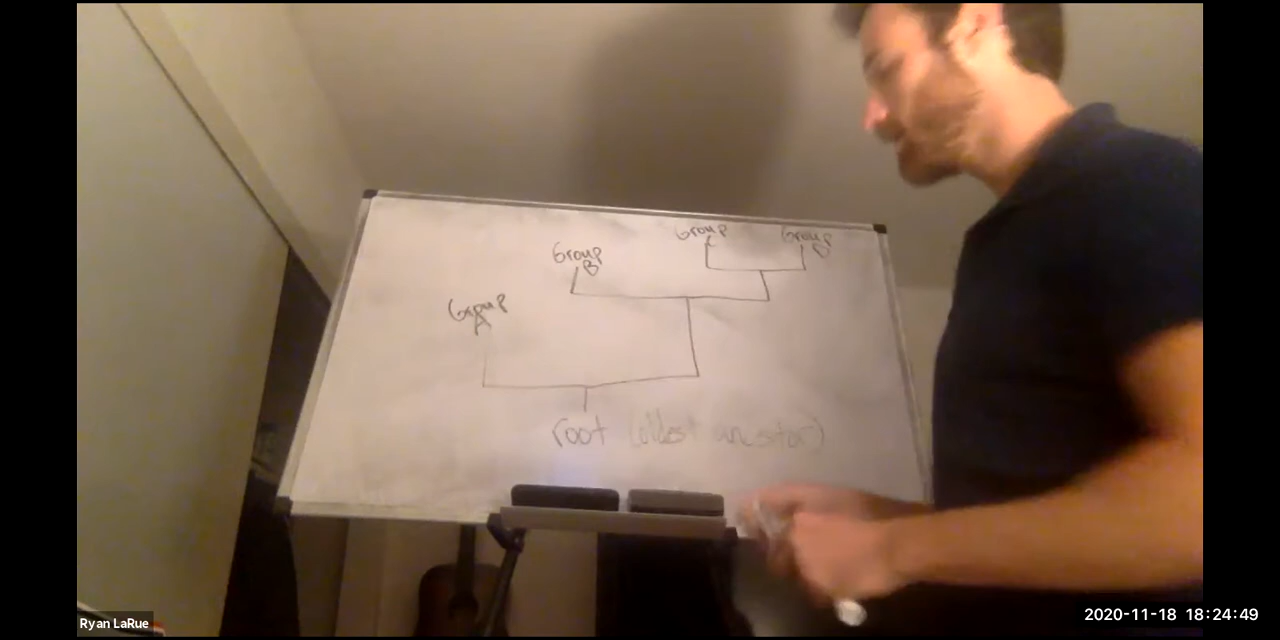 Group
C
Group
D
Group
B
Group
A
root (oldest ancestor)
Ryan LaRue
2020-11-18 18:24:49